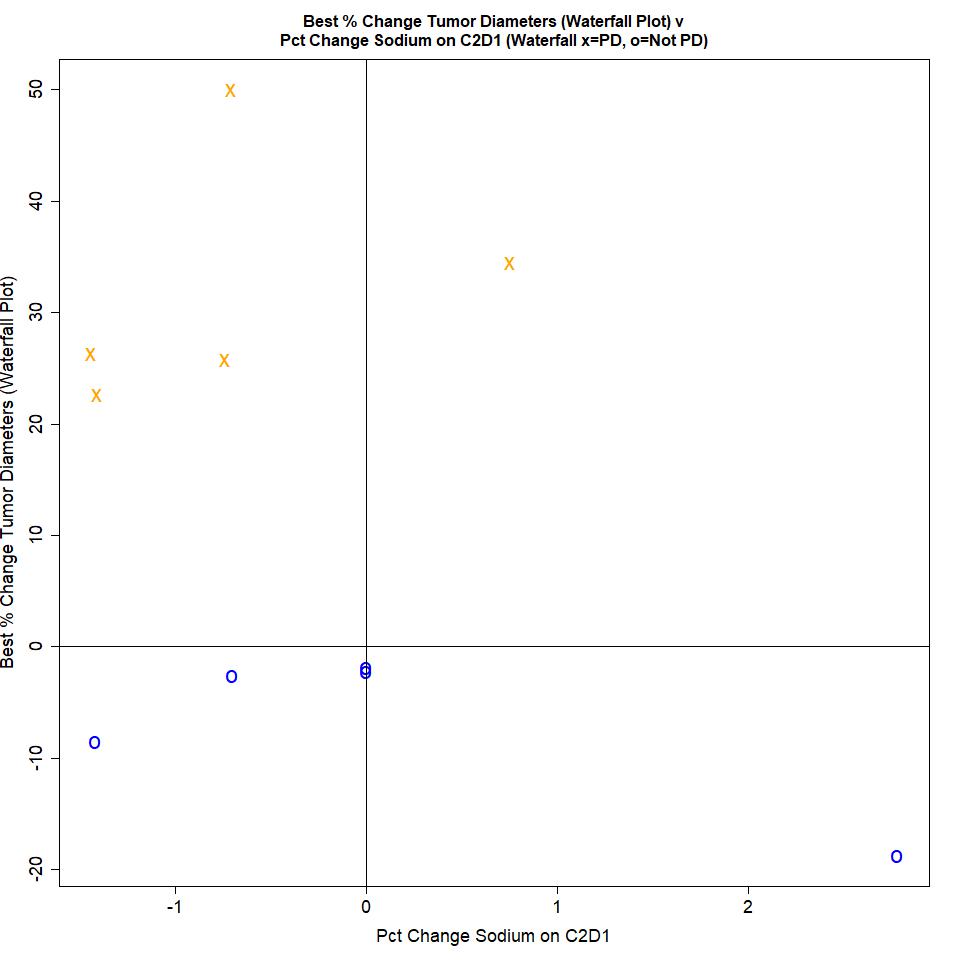 Best % Change Tumor Diameters (Waterfall Plot) v
Pct Change Sodium on C2D1 (Waterfall x=PD, o=Not PD)
Best % Change Tumor Diameters (Waterfall Plot)
50
40
30
20
10
0
-10
-20
X
X
X
X
X
O
O
O
O
O
-1
0
1
2
Pct Change Sodium on C2D1